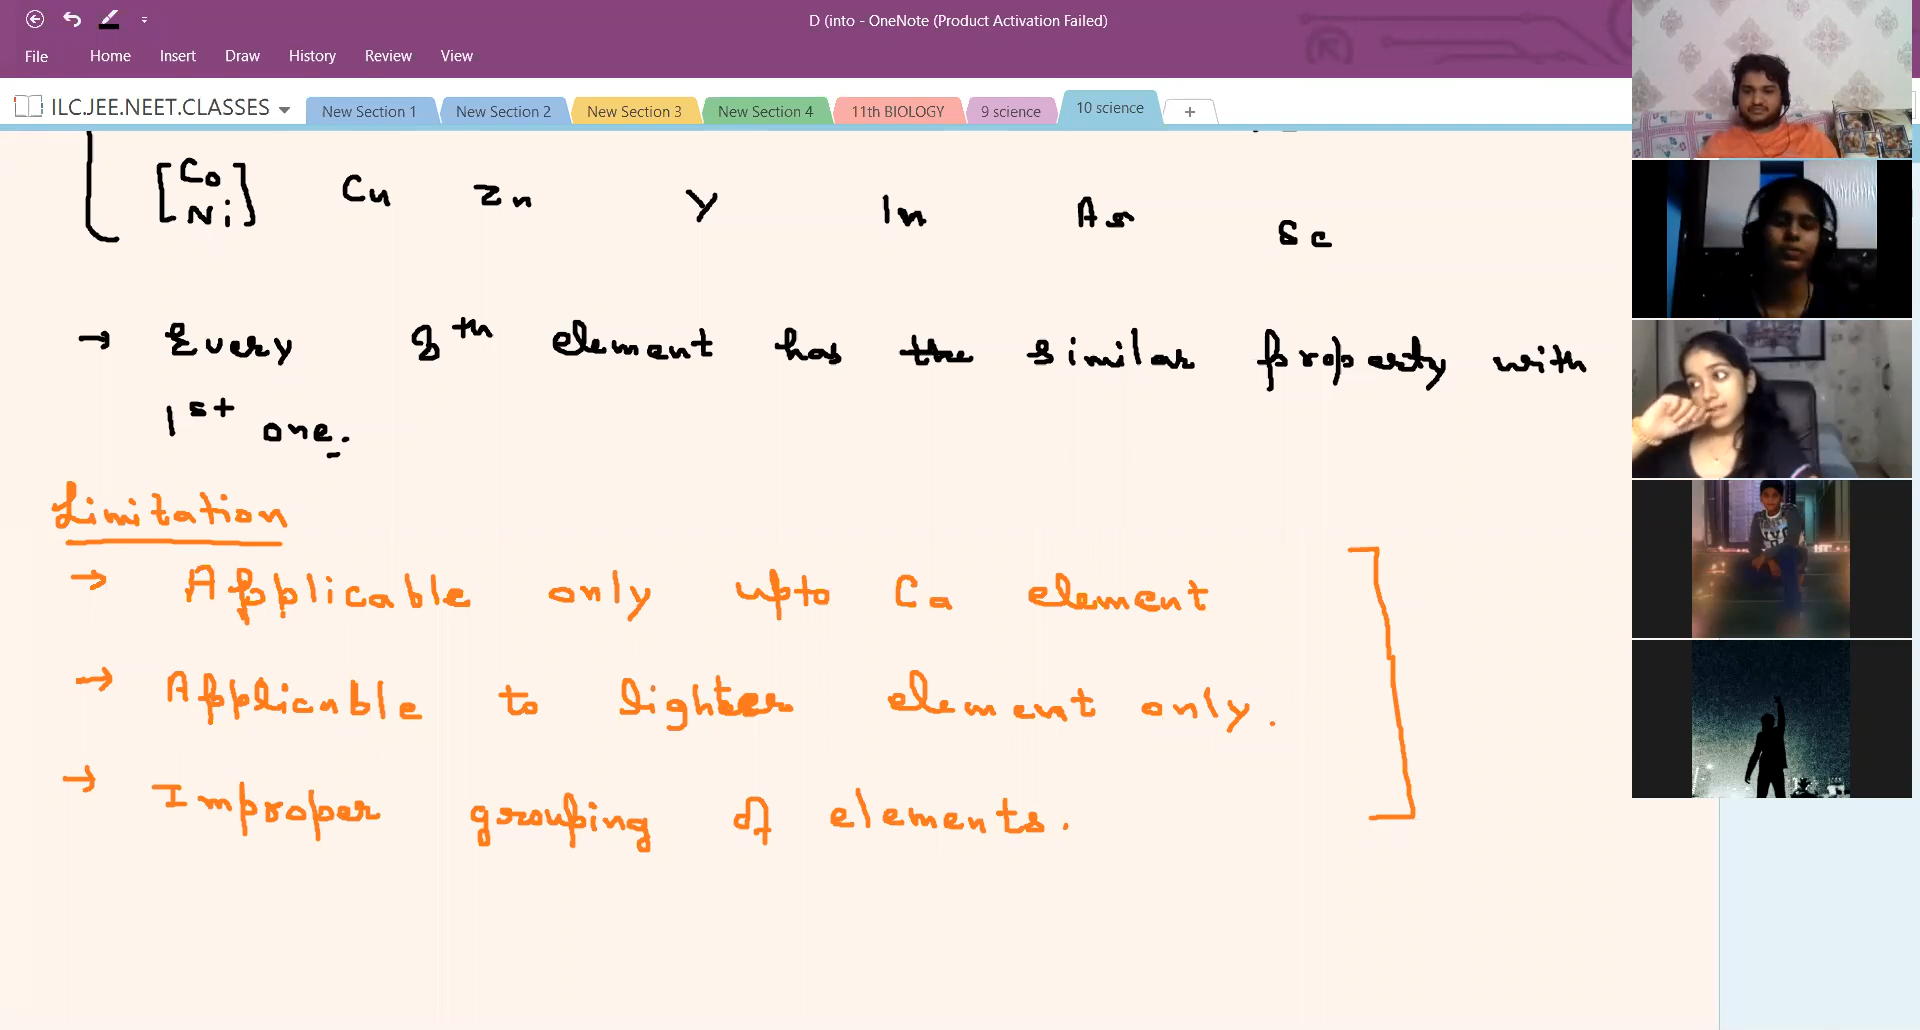 D (into - OneNote (Product Activation Failed)
File Home Insert Draw History Review View
ILC.JEE.NEET.CLASSES New Section 1 New Section 2 New Section 3 New Section 4 11th BIOLOGY 9 science 10 science +
[Co Cu Zn Y In As Se
Ni]
→ Every 8th element has the similar property with
1st one.
Limitation
→ Applicable only upto Ca element
→ Applicable to lighter element only.
→ Improper grouping of elements.